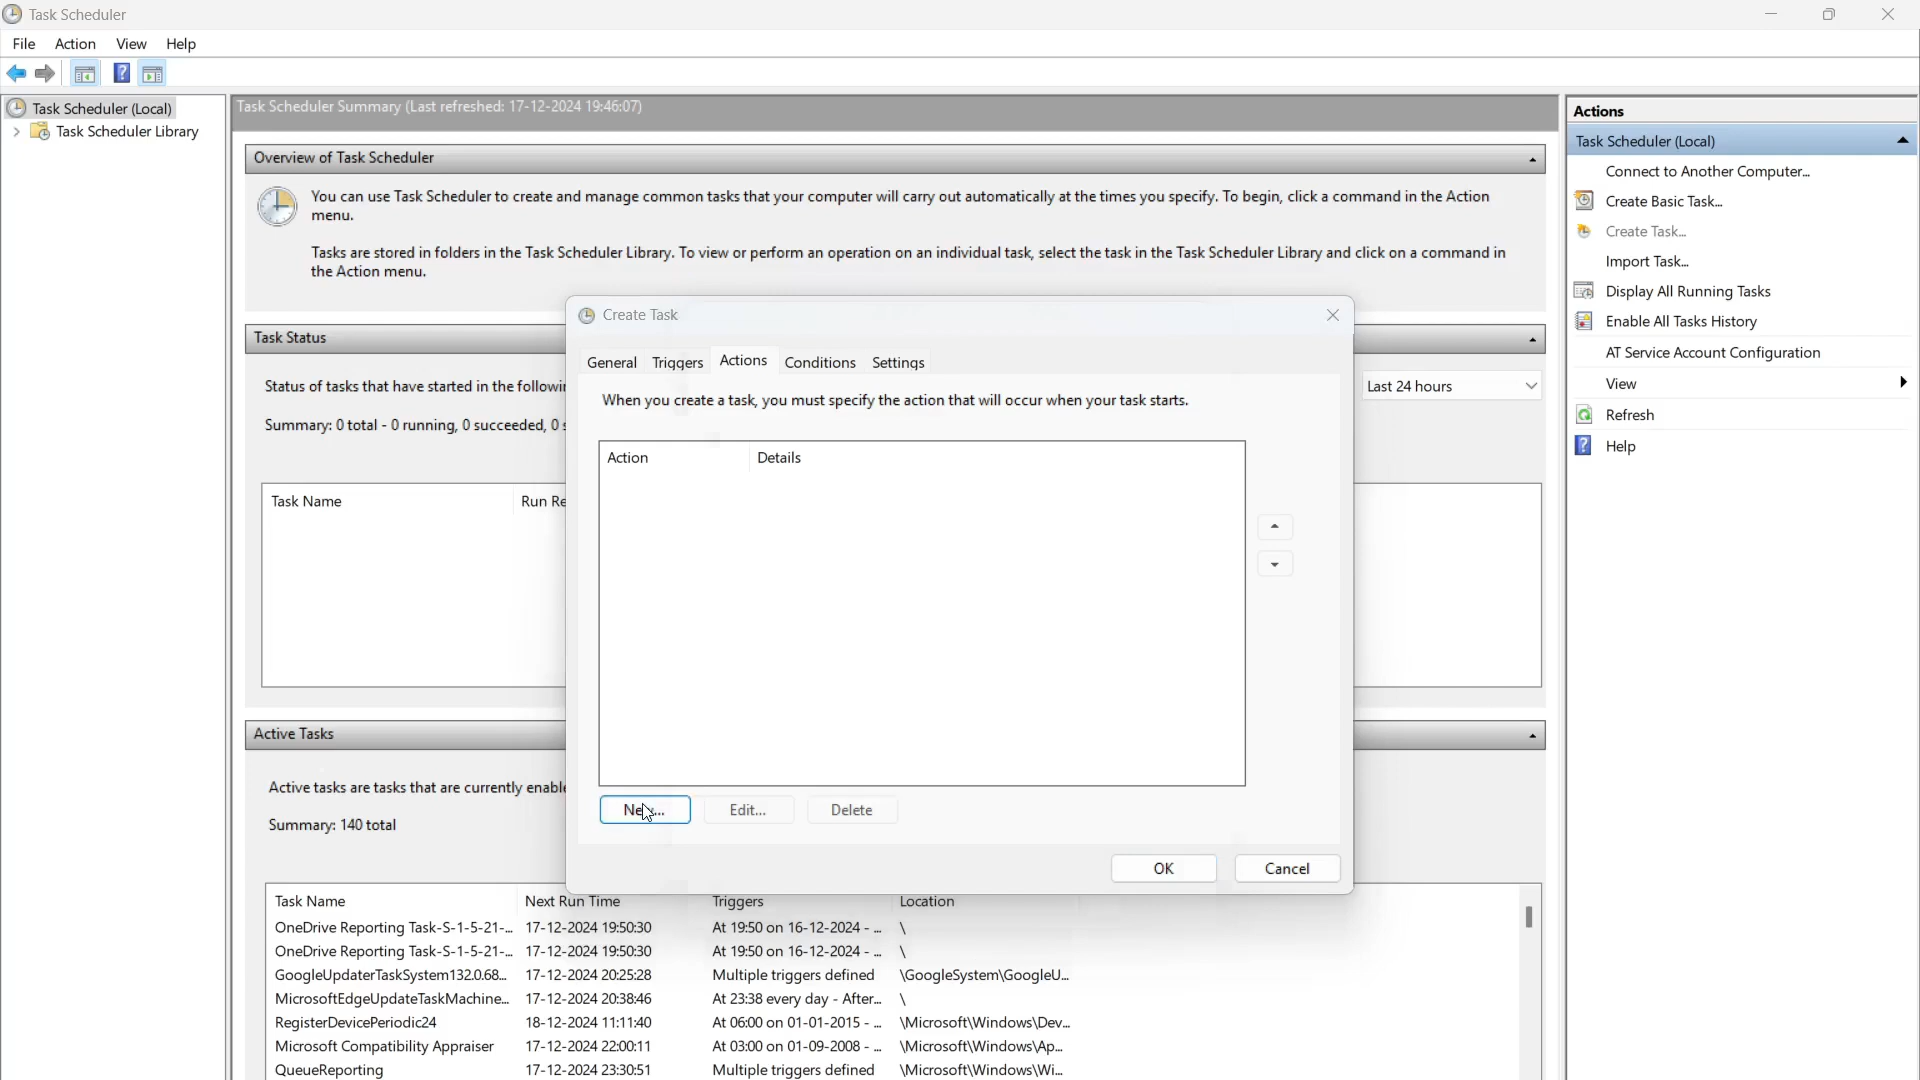 Task Scheduler
File Action View Help
Task Scheduler (Local)
Task Scheduler Library
Task Scheduler Summary (Last refreshed: 17-12-2024 19:46:07)
Overview of Task Scheduler
You can use Task Scheduler to create and manage common tasks that your computer will carry out automatically at the times you specify. To begin, click a command in the Action
menu.
Tasks are stored in folders in the Task Scheduler Library. To view or perform an operation on an individual task, select the task in the Task Scheduler Library and click on a command in
the Action menu.
Task Status
Status of tasks that have started in the followi
Last 24 hours
Summary: 0 total - 0 running, 0 succeeded, 0 s
Task Name Run Re
Create Task
General Triggers Actions Conditions Settings
When you create a task, you must specify the action that will occur when your task starts.
Action Details
New... Edit... Delete
OK Cancel
Active Tasks
Active tasks are tasks that are currently enable
Summary: 140 total
Task Name Next Run Time Triggers Location
OneDrive Reporting Task-S-1-5-21-... 17-12-2024 19:50:30 At 19:50 on 16-12-2024 - ... \
OneDrive Reporting Task-S-1-5-21-... 17-12-2024 19:50:30 At 19:50 on 16-12-2024 - ... \
GoogleUpdaterTaskSystem132.0.68... 17-12-2024 20:25:28 Multiple triggers defined \GoogleSystem\GoogleU...
MicrosoftEdgeUpdateTaskMachine... 17-12-2024 20:38:46 At 23:38 every day - After... \
RegisterDevicePeriodic24 18-12-2024 11:11:40 At 06:00 on 01-01-2015 - ... \Microsoft\Windows\Dev...
Microsoft Compatibility Appraiser 17-12-2024 22:00:11 At 03:00 on 01-09-2008 - ... \Microsoft\Windows\Ap...
QueueReporting 17-12-2024 23:30:51 Multiple triggers defined \Microsoft\Windows\Wi...
Actions
Task Scheduler (Local)
Connect to Another Computer...
Create Basic Task...
Create Task...
Import Task...
Display All Running Tasks
Enable All Tasks History
AT Service Account Configuration
View
Refresh
Help